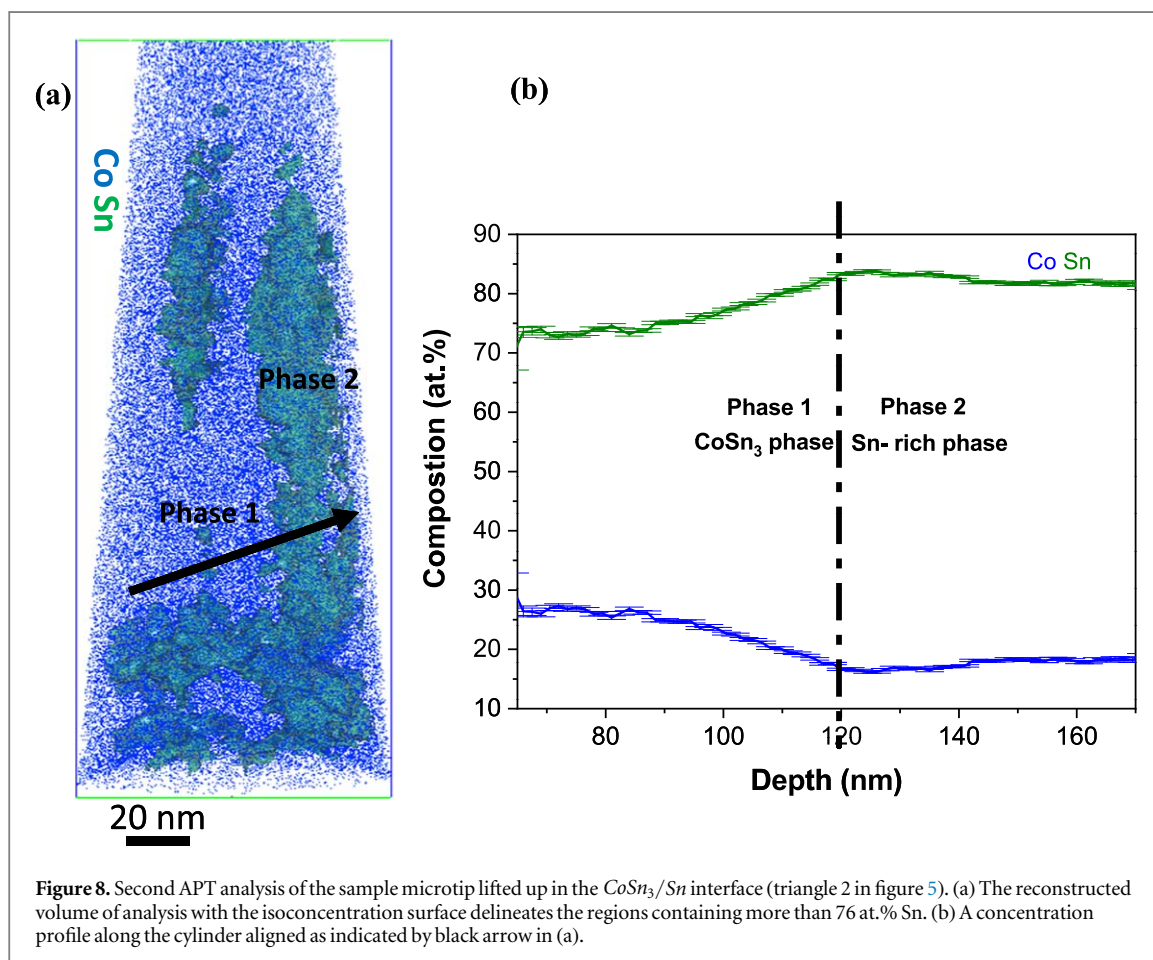 (a)
Co Sn
Phase 2
Phase 1
20 nm
(b)
90
80
70
60
50
40
30
20
10
Compostion (at.%)
Co Sn
Phase 1
CoSn₃ phase
Phase 2
Sn- rich phase
80 100 120 140 160
Depth (nm)
Figure 8. Second APT analysis of the sample microtip lifted up in the CoSn₃/Sn interface (triangle 2 in figure 5). (a) The reconstructed
volume of analysis with the isoconcentration surface delineates the regions containing more than 76 at.% Sn. (b) A concentration
profile along the cylinder aligned as indicated by black arrow in (a).